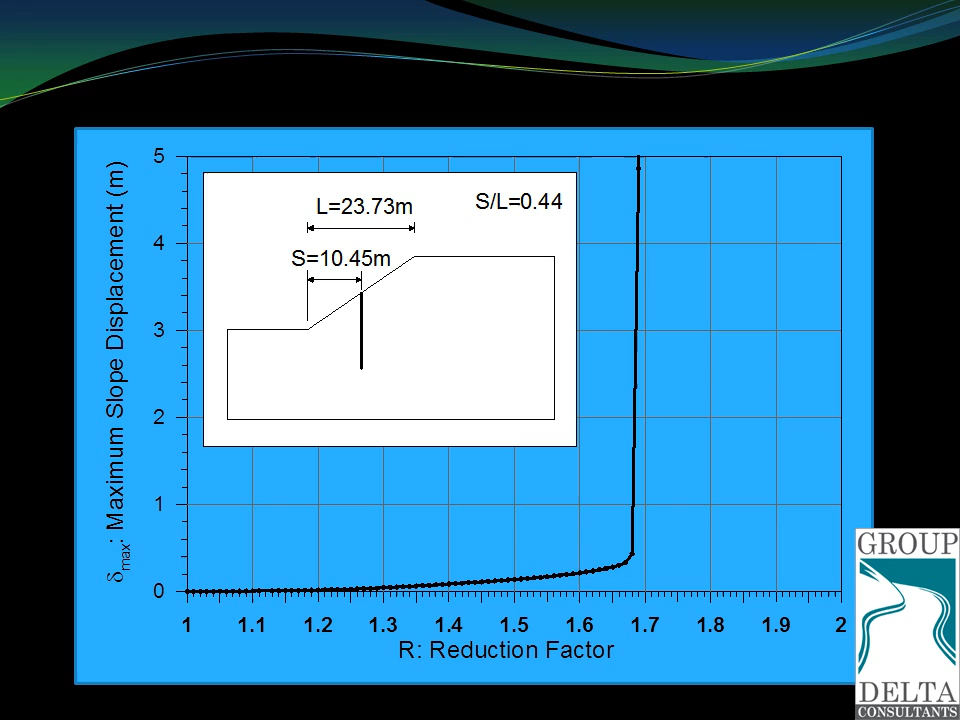 δmax: Maximum Slope Displacement (m)
5
4
3
2
1
0
L=23.73m
S/L=0.44
S=10.45m
1 1.1 1.2 1.3 1.4 1.5 1.6 1.7 1.8 1.9 2
R: Reduction Factor
GROUP
DELTA
CONSULTANTS